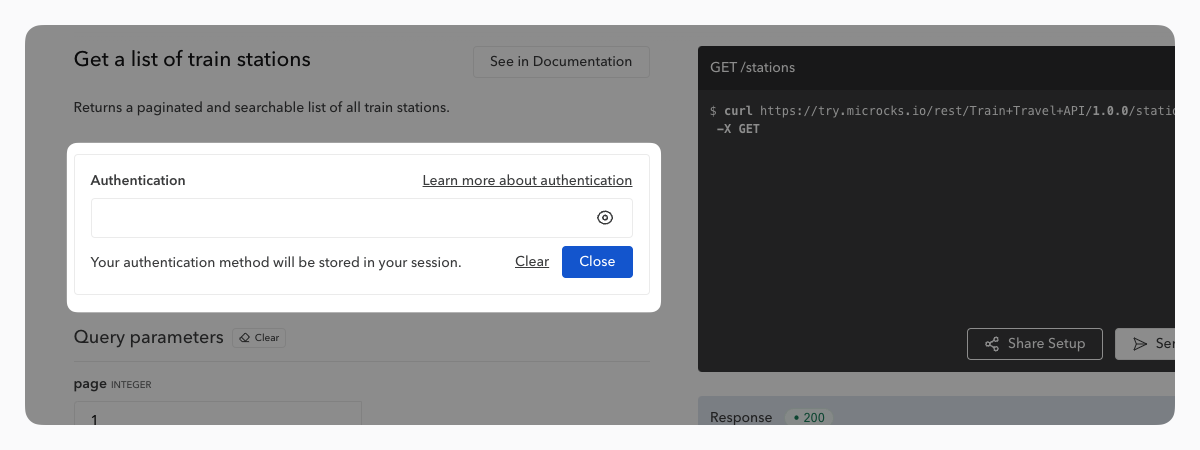 Get a list of train stations
See in Documentation
Returns a paginated and searchable list of all train stations.
Authentication
Learn more about authentication
Your authentication method will be stored in your session.
Clear
Close
Query parameters
Clear
page INTEGER
1
GET /stations
$ curl https://try.microcks.io/rest/Train+Travel+API/1.0.0/static
-X GET
Share Setup
Response
• 200